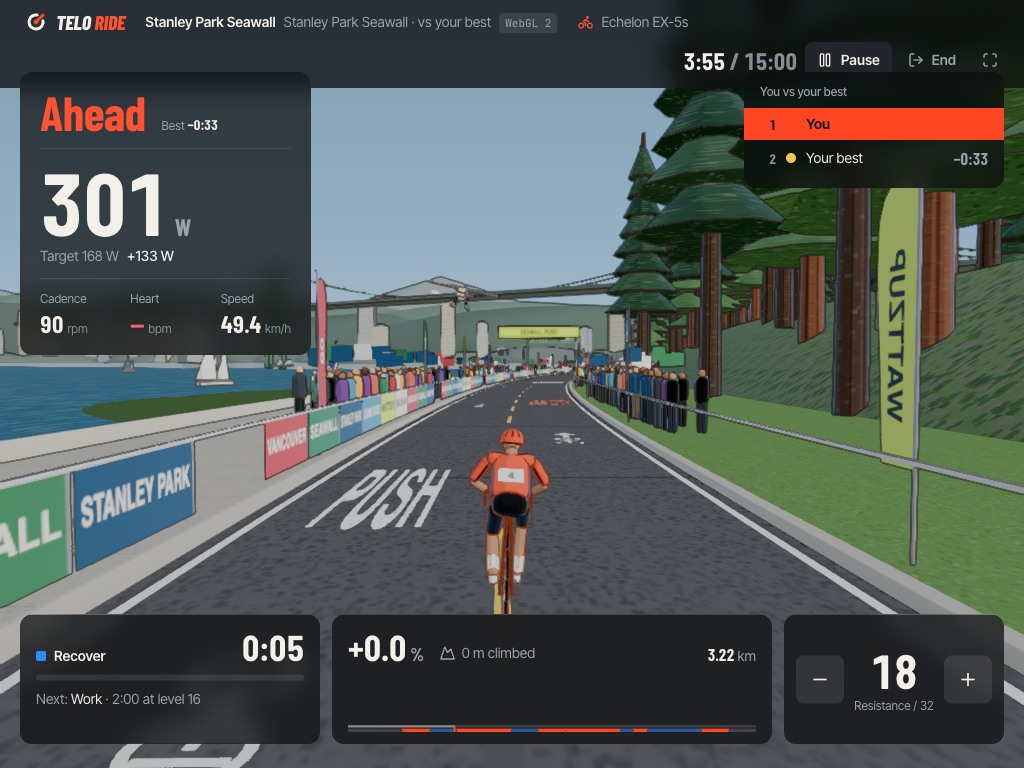 TELO RIDE Stanley Park Seawall Stanley Park Seawall · vs your best WebGL 2 Echelon EX-5s
3:55 / 15:00 Pause End
Ahead Best −0:33
301 W
Target 168 W +133 W
Cadence Heart Speed
90 rpm — bpm 49.4 km/h
You vs your best
1 You
2 Your best −0:33
SEAWALL PUSH
WATTZUP
VANCOUVER
SEAWALL
STANLEY PARK
ALL
PUSH
4
Recover 0:05
Next: Work · 2:00 at level 16
+0.0 % 0 m climbed 3.22 km
− 18 +
Resistance / 32